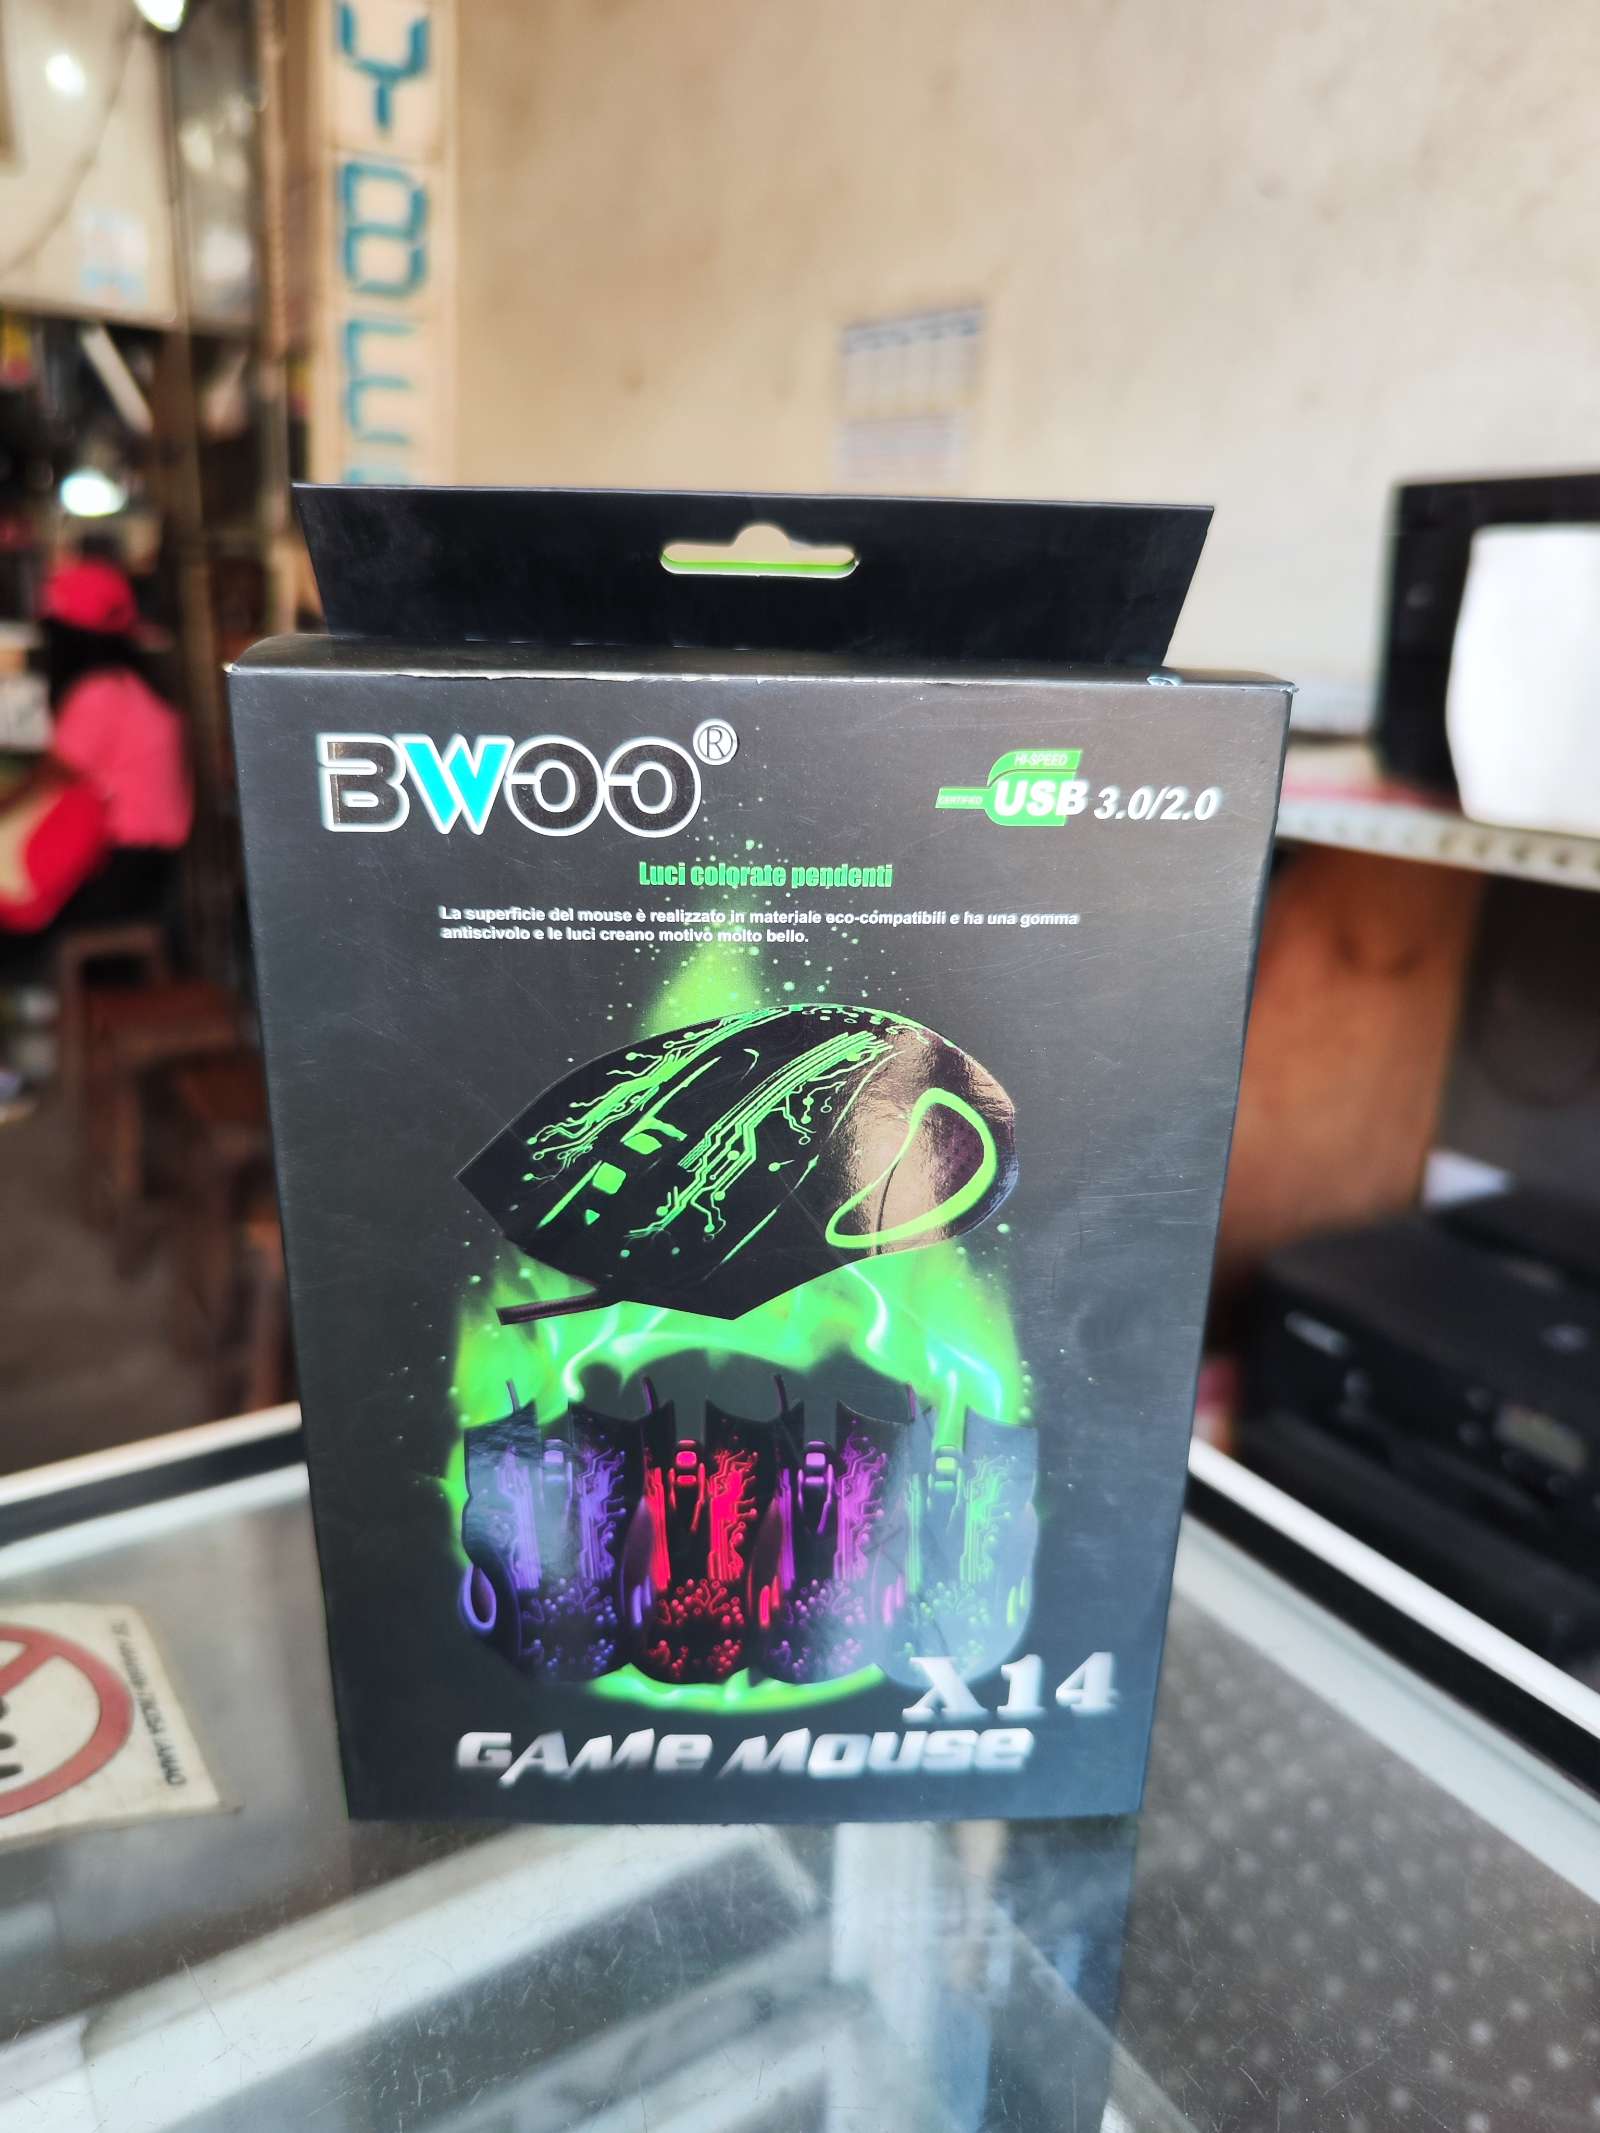 BWOO®
HI-SPEED
CERTIFIED
USB 3.0/2.0
Luci colorate pendenti
La superficie del mouse è realizzato in materiale eco-compatibili e ha una gomma
antiscivolo e le luci creano motivo molto bello.
X14
GAMe MOUSe